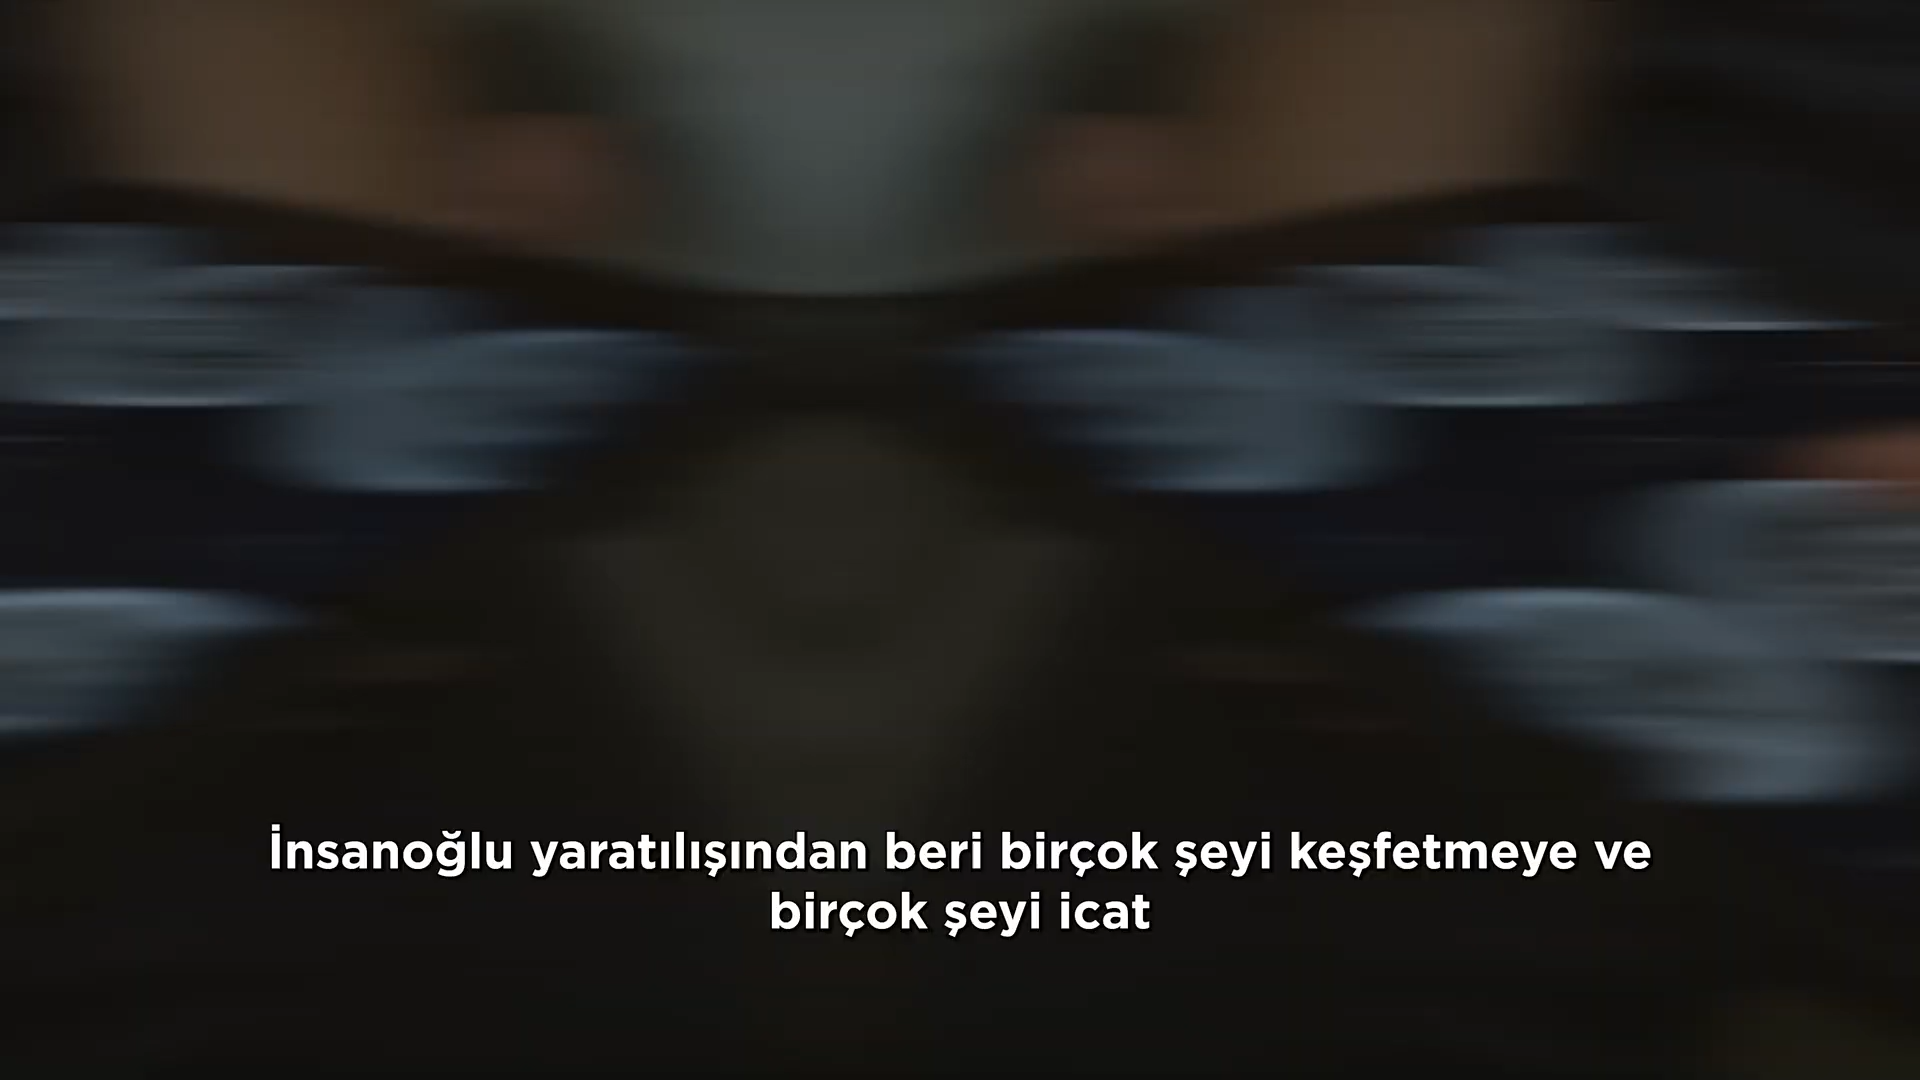 İnsanoğlu yaratılışından beri birçok şeyi keşfetmeye ve
birçok şeyi icat